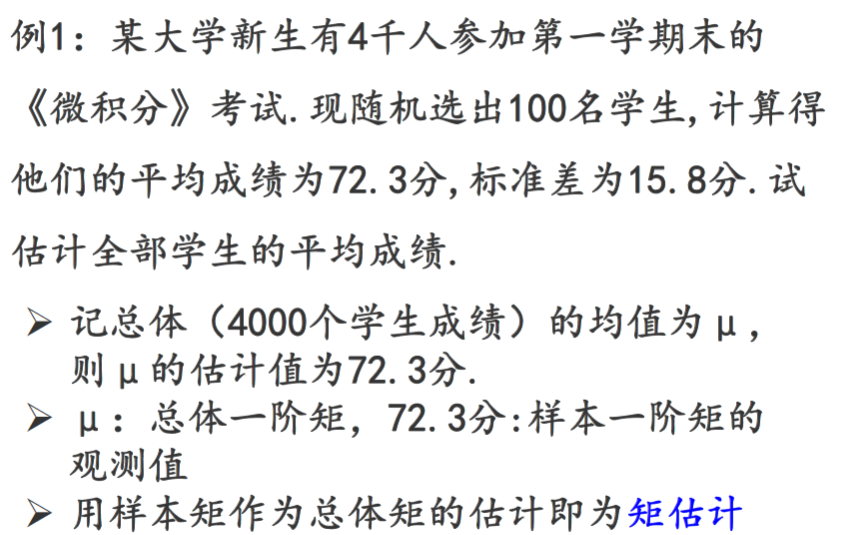 例1：某大学新生有4千人参加第一学期末的
《微积分》考试.现随机选出100名学生,计算得
他们的平均成绩为72.3分,标准差为15.8分.试
估计全部学生的平均成绩.
➢ 记总体（4000个学生成绩）的均值为μ，
则μ的估计值为72.3分.
➢ μ：总体一阶矩，72.3分:样本一阶矩的
观测值
➢ 用样本矩作为总体矩的估计即为矩估计